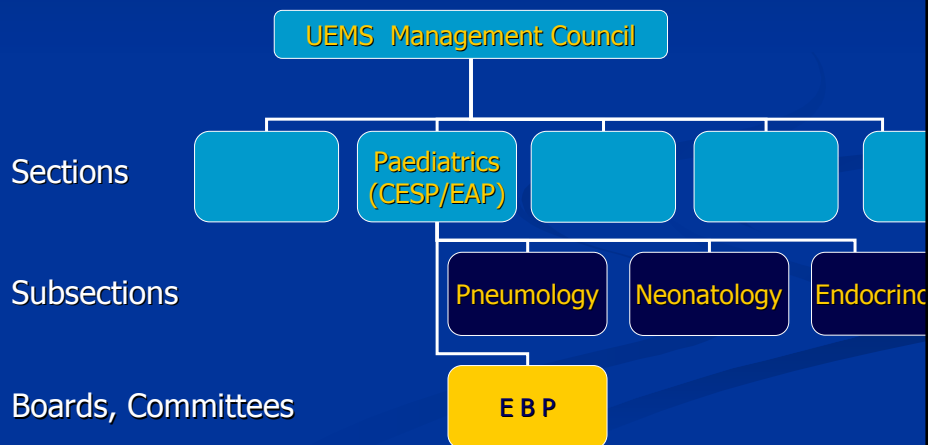 UEMS Management Council
Sections
Paediatrics
(CESP/EAP)
Subsections
Pneumology
Neonatology
Boards, Committees
E B P